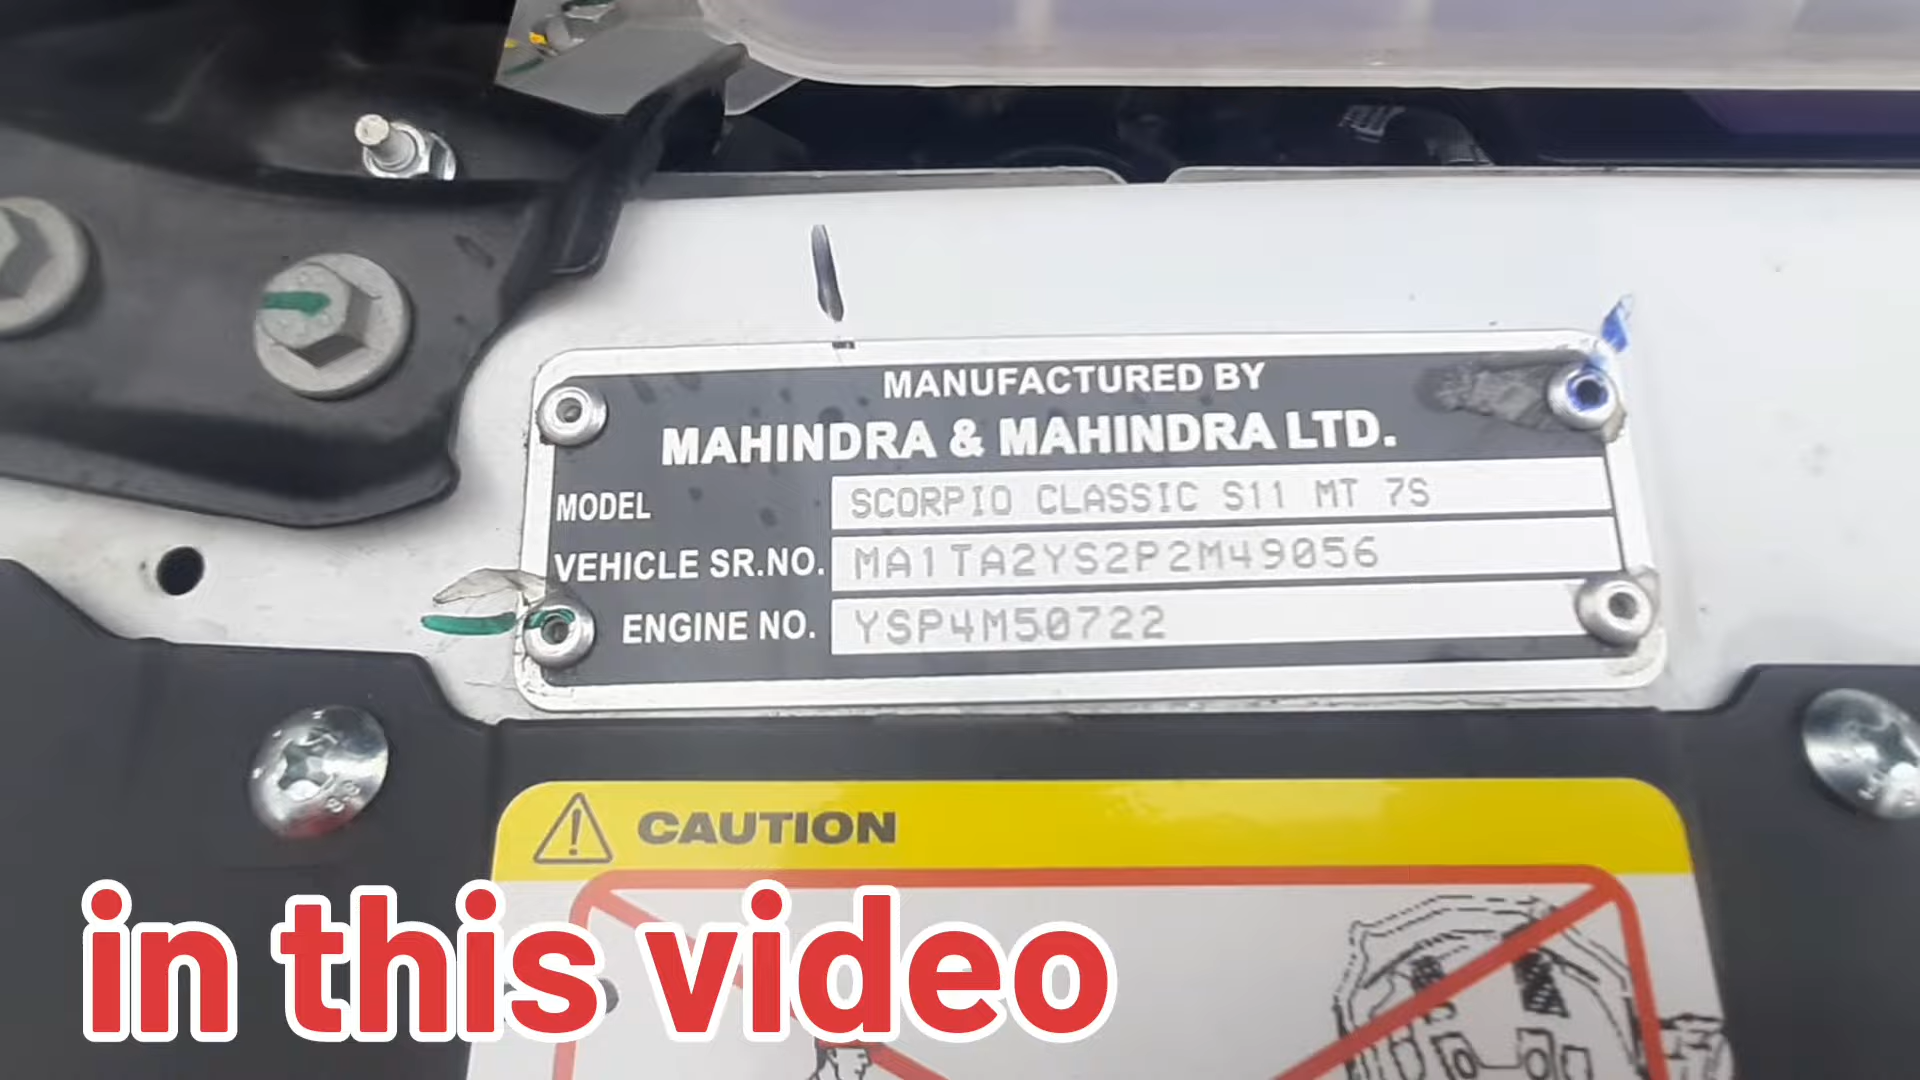 MANUFACTURED BY
MAHINDRA & MAHINDRA LTD.
MODEL SCORPIO CLASSIC S11 MT 7S
VEHICLE SR.NO. MA1TA2YS2P2M49056
ENGINE NO. YSP4M50722
CAUTION
in this video